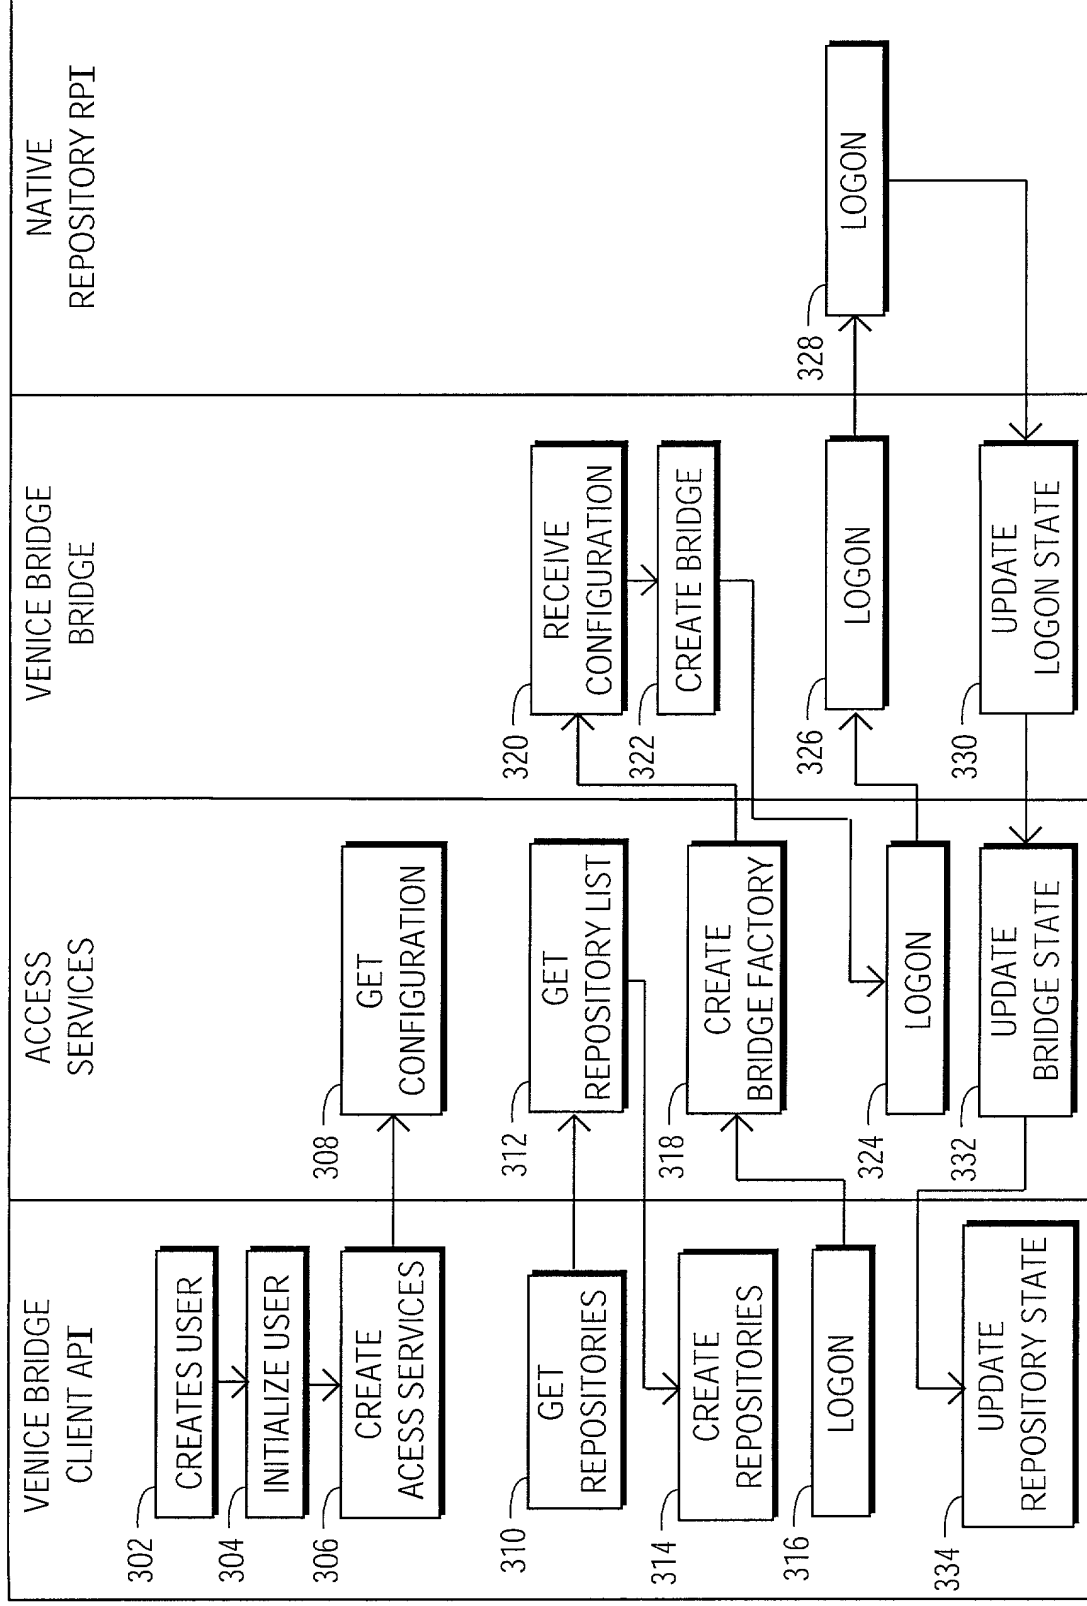 VENICE BRIDGE
CLIENT API
ACCESS
SERVICES
VENICE BRIDGE
BRIDGE
NATIVE
REPOSITORY RPI
302
CREATES USER
304
INITIALIZE USER
306
CREATE
ACESS SERVICES
308
GET
CONFIGURATION
310
GET
REPOSITORIES
312
GET
REPOSITORY LIST
314
CREATE
REPOSITORIES
316
LOGON
318
CREATE
BRIDGE FACTORY
320
RECEIVE
CONFIGURATION
322
CREATE BRIDGE
324
LOGON
326
LOGON
328
LOGON
330
UPDATE
LOGON STATE
332
UPDATE
BRIDGE STATE
334
UPDATE
REPOSITORY STATE